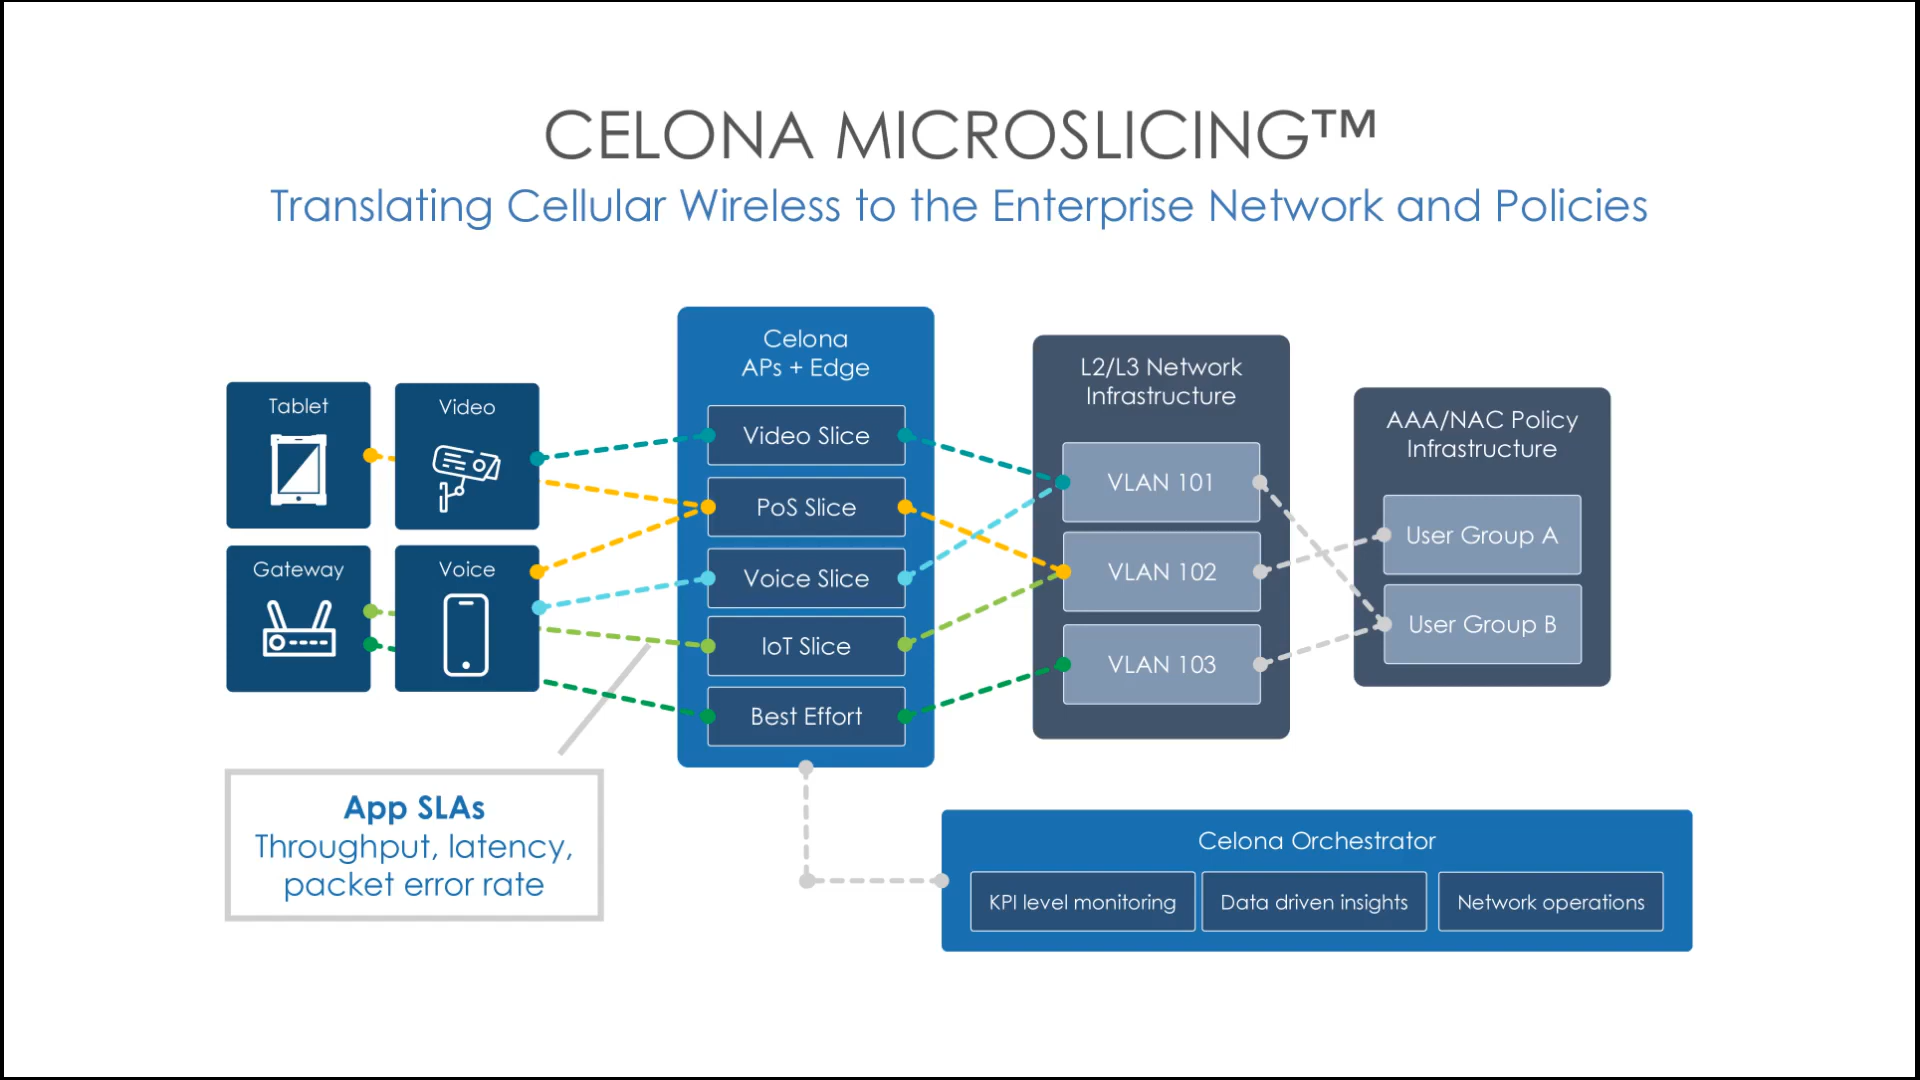 CELONA MICROSLICING™
Translating Cellular Wireless to the Enterprise Network and Policies
Tablet
Video
Gateway
Voice
Celona
APs + Edge
Video Slice
PoS Slice
Voice Slice
IoT Slice
Best Effort
L2/L3 Network
Infrastructure
VLAN 101
VLAN 102
VLAN 103
AAA/NAC Policy
Infrastructure
User Group A
User Group B
App SLAs
Throughput, latency,
packet error rate
Celona Orchestrator
KPI level monitoring
Data driven insights
Network operations